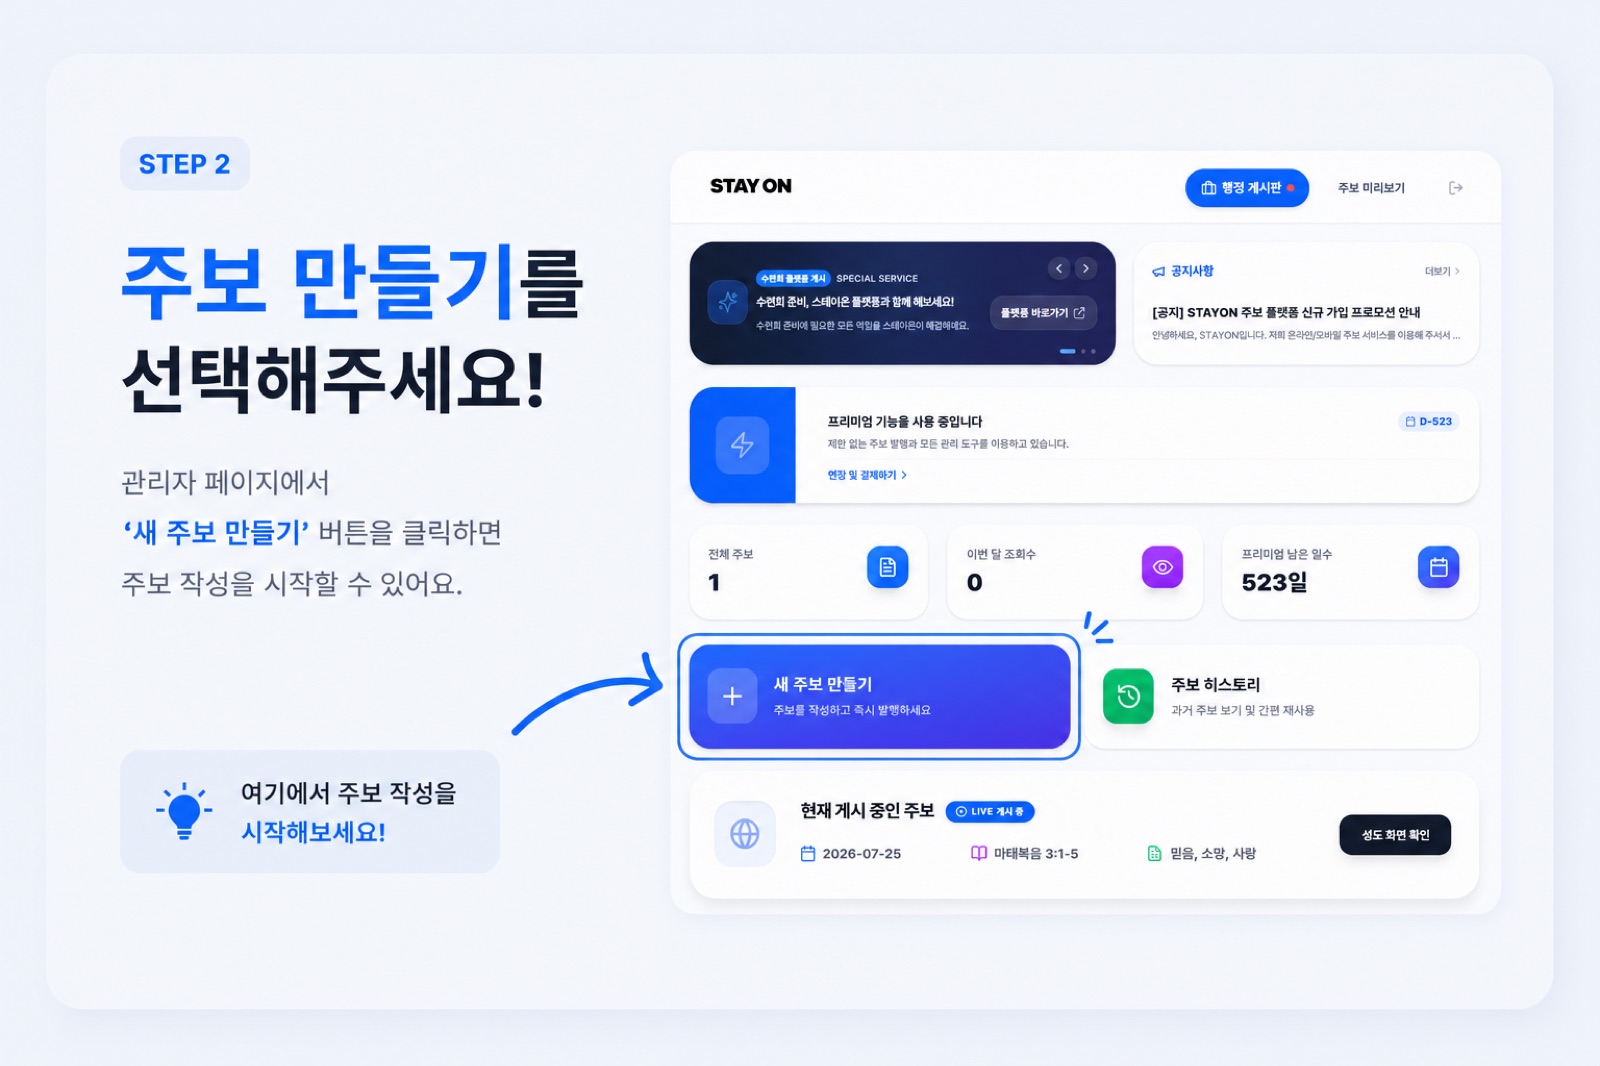 STEP 2
주보 만들기를
선택해주세요!
관리자 페이지에서
‘새 주보 만들기’ 버튼을 클릭하면
주보 작성을 시작할 수 있어요.
여기에서 주보 작성을
시작해보세요!
STAY ON
행정 게시판
주보 미리보기
수련회 플랫폼 게시 SPECIAL SERVICE
수련회 준비, 스테이온 플랫폼과 함께 해보세요!
수련회 준비에 필요한 모든 역할을 스테이온이 해결해데요.
플랫폼 바로가기
공지사항
더보기
[공지] STAYON 주보 플랫폼 신규 가입 프로모션 안내
안녕하세요, STAYON입니다. 저희 온라인/모바일 주보 서비스를 이용해 주셔서 ...
프리미엄 기능을 사용 중입니다
D-523
제한 없는 주보 발행과 모든 관리 도구를 이용하고 있습니다.
연장 및 결제하기
전체 주보
1
이번 달 조회수
0
프리미엄 남은 일수
523일
새 주보 만들기
주보를 작성하고 즉시 발행하세요
주보 히스토리
과거 주보 보기 및 간편 재사용
현재 게시 중인 주보 LIVE 게시 중
2026-07-25 마태복음 3:1-5 믿음, 소망, 사랑
성도 화면 확인